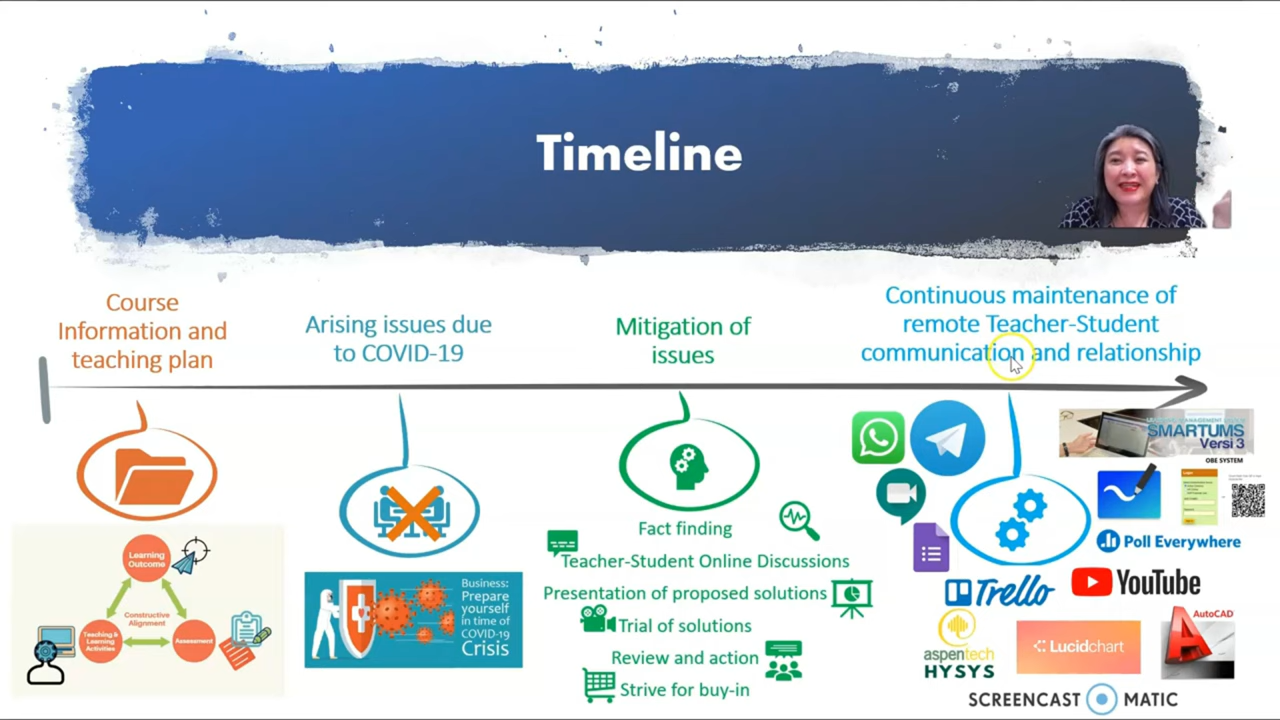 Timeline
Course
Information and
teaching plan
Arising issues due
to COVID-19
Mitigation of
issues
Continuous maintenance of
remote Teacher-Student
communication and relationship
Learning
Outcome
Constructive
Alignment
Teaching &
Learning
Activities
Assessment
Business:
Prepare
yourself
in time of
COVID-19
Crisis
Fact finding
Teacher-Student Online Discussions
Presentation of proposed solutions
Trial of solutions
Review and action
Strive for buy-in
SMARTUMS
Versi 3
OBE SYSTEM
Poll Everywhere
Trello
YouTube
aspentech
HYSYS
Lucidchart
AutoCAD
SCREENCAST MATIC